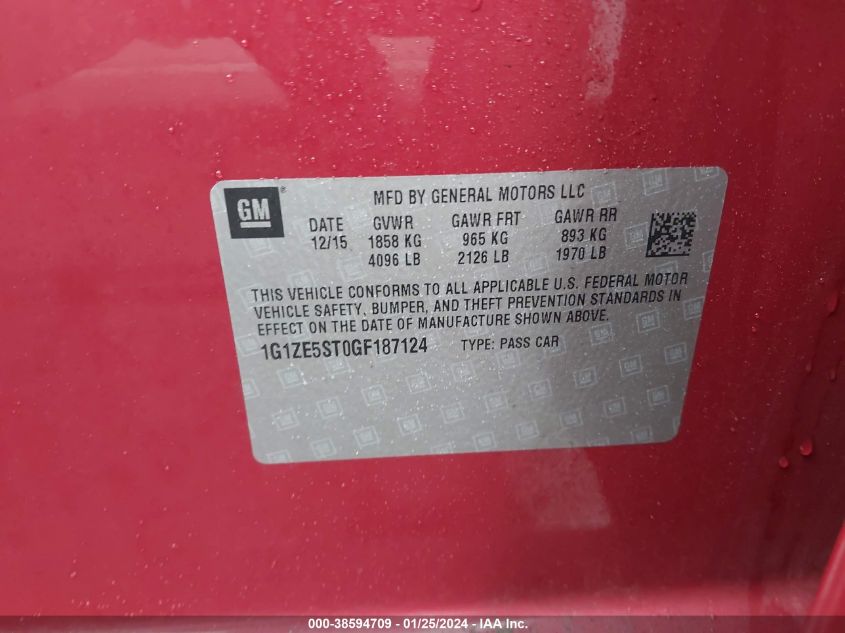 GM®
MFD BY GENERAL MOTORS LLC
DATE GVWR GAWR FRT GAWR RR
12/15 1858 KG 965 KG 893 KG
4096 LB 2126 LB 1970 LB
THIS VEHICLE CONFORMS TO ALL APPLICABLE U.S. FEDERAL MOTOR
VEHICLE SAFETY, BUMPER, AND THEFT PREVENTION STANDARDS IN
EFFECT ON THE DATE OF MANUFACTURE SHOWN ABOVE.
1G1ZE5ST0GF187124 TYPE: PASS CAR
000-38594709 - 01/25/2024 - IAA Inc.